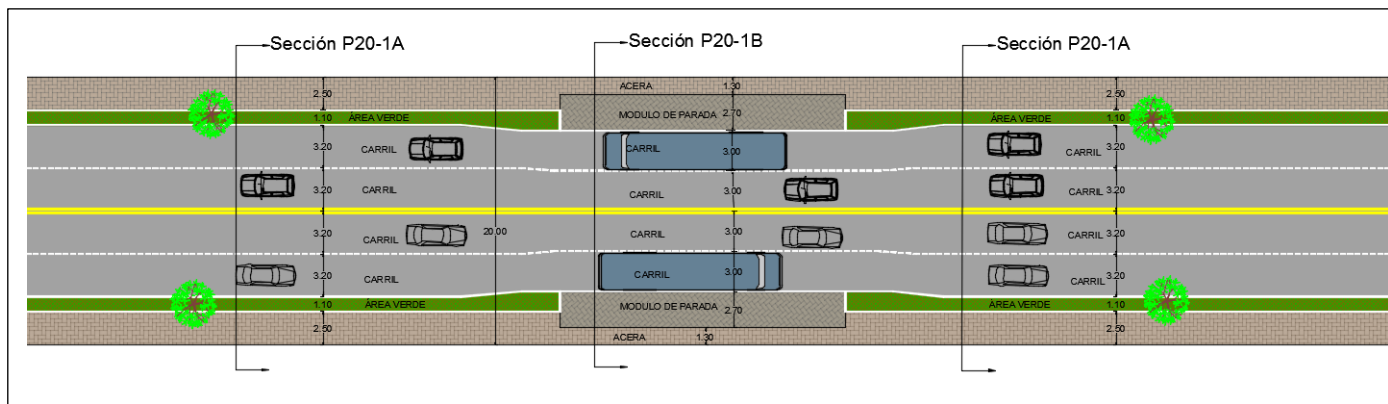 Sección P20-1A
Sección P20-1B
Sección P20-1A
ACERA
1.30
2.50
2.50
MODULO DE PARADA
2.70
1.10
ÁREA VERDE
ÁREA VERDE
1.10
3.20
CARRIL
CARRIL
3.00
CARRIL
3.20
3.20
CARRIL
CARRIL
3.00
CARRIL
3.20
3.20
CARRIL
20.00
CARRIL
3.00
CARRIL
3.20
3.20
CARRIL
CARRIL
3.00
CARRIL
3.20
1.10
ÁREA VERDE
MODULO DE PARADA
2.70
ÁREA VERDE
1.10
2.50
2.50
ACERA
1.30